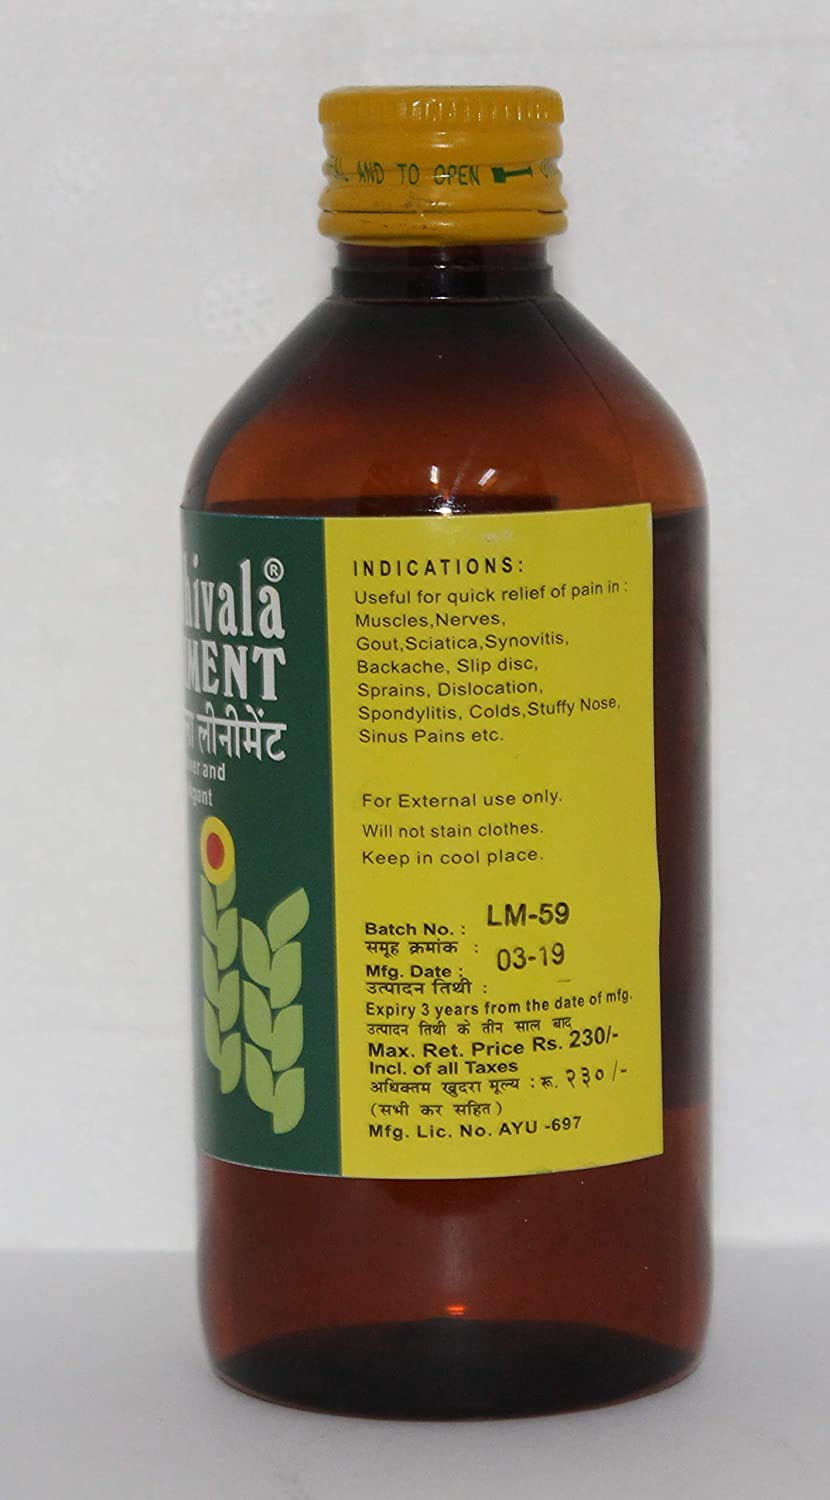 AND TO OPEN
hivala®
MENT
लीनीमेंट
and
gent
INDICATIONS:
Useful for quick relief of pain in :
Muscles,Nerves,
Gout,Sciatica,Synovitis,
Backache, Slip disc,
Sprains, Dislocation,
Spondylitis, Colds,Stuffy Nose,
Sinus Pains etc.
For External use only.
Will not stain clothes.
Keep in cool place.
Batch No. : LM-59
समूह क्रमांक :
Mfg. Date : 03-19
उत्पादन तिथी :
Expiry 3 years from the date of mfg.
उत्पादन तिथी के तीन साल बाद
Max. Ret. Price Rs. 230/-
Incl. of all Taxes
अधिकतम खुदरा मूल्य : रू. २३०/-
(सभी कर सहित)
Mfg. Lic. No. AYU -697